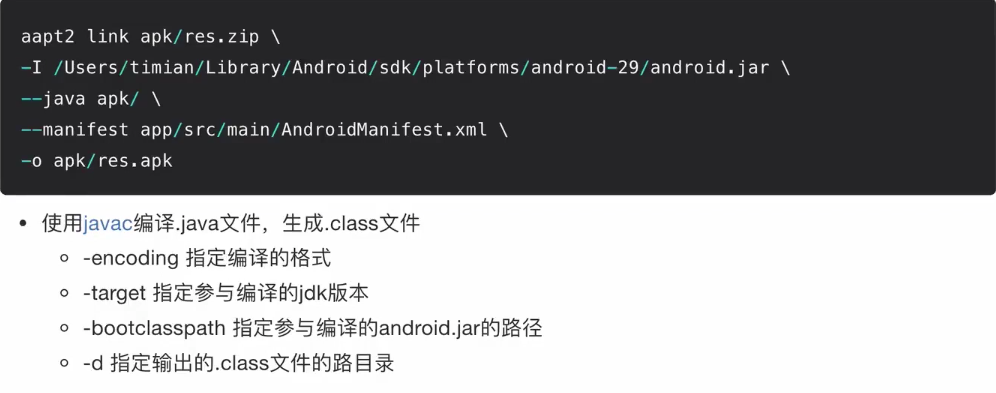 aapt2 link apk/res.zip \
-I /Users/timian/Library/Android/sdk/platforms/android-29/android.jar \
--java apk/ \
--manifest app/src/main/AndroidManifest.xml \
-o apk/res.apk
• 使用javac编译.java文件，生成.class文件
◦ -encoding 指定编译的格式
◦ -target 指定参与编译的jdk版本
◦ -bootclasspath 指定参与编译的android.jar的路径
◦ -d 指定输出的.class文件的路目录